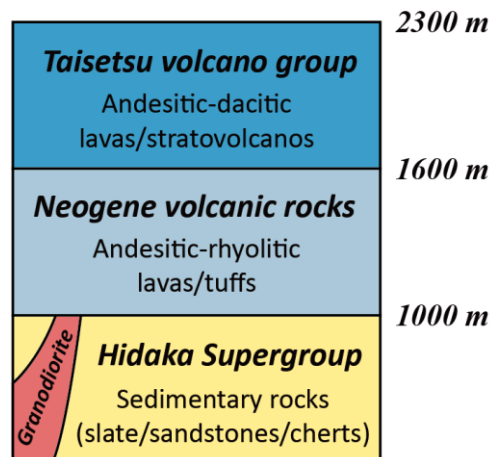 2300 m
Taisetsu volcano group
Andesitic-dacitic
lavas/stratovolcanos
1600 m
Neogene volcanic rocks
Andesitic-rhyolitic
lavas/tuffs
1000 m
Granodiorite
Hidaka Supergroup
Sedimentary rocks
(slate/sandstones/cherts)